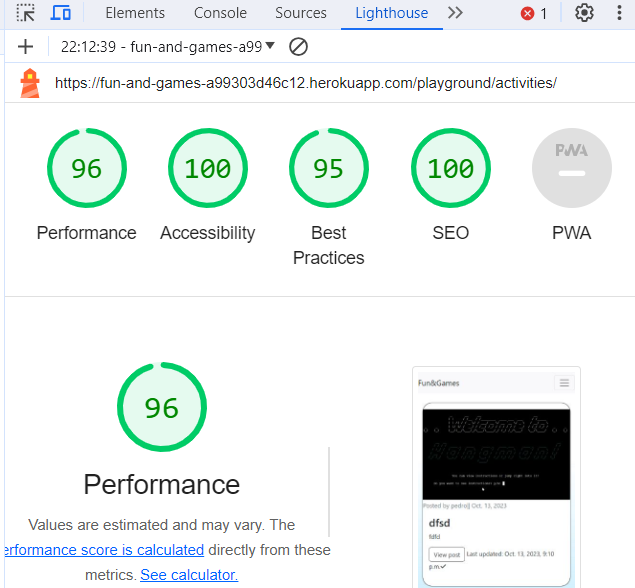 Elements Console Sources Lighthouse 1
22:12:39 - fun-and-games-a99
https://fun-and-games-a99303d46c12.herokuapp.com/playground/activities/
96 100 95 100 PWA
Performance Accessibility Best Practices SEO PWA
96
Performance
Values are estimated and may vary. The
erformance score is calculated directly from these
metrics. See calculator.
Fun&Games
Welcome to
Hangman!
Posted by pedro| Oct. 13, 2023
dfsd
fdfd
View post Last updated: Oct. 13, 2023, 9:10
p.m.